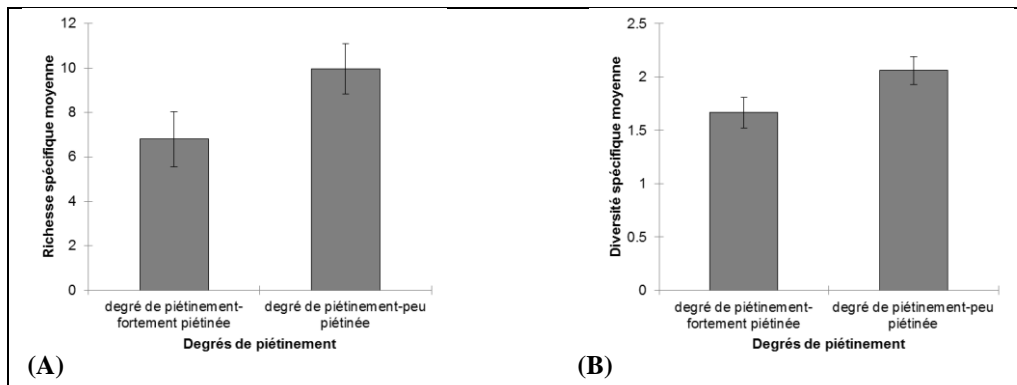 Richesse spécifique moyenne
12
10
8
6
4
2
0
degré de piétinement-
fortement piétinée
degré de piétinement-peu
piétinée
Degrés de piétinement
(A)
Diversité spécifique moyenne
2.5
2
1.5
1
0.5
0
degré de piétinement-
fortement piétinée
degré de piétinement-peu
piétinée
Degrés de piétinement
(B)